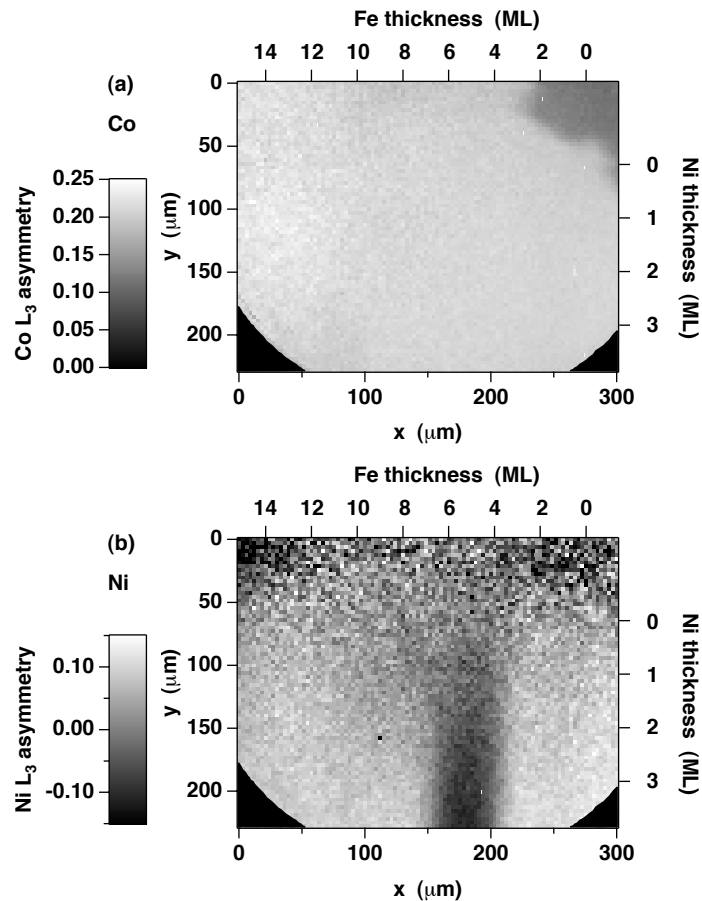 Fe thickness (ML)
14 12 10 8 6 4 2 0
(a)
Co
0.25
0.20
0.15
0.10
0.05
0.00
Co L3 asymmetry
0
50
100
150
200
y (μm)
0
1
2
3
Ni thickness (ML)
0 100 200 300
x (μm)
Fe thickness (ML)
14 12 10 8 6 4 2 0
(b)
Ni
0.10
0.00
-0.10
Ni L3 asymmetry
0
50
100
150
200
y (μm)
0
1
2
3
Ni thickness (ML)
0 100 200 300
x (μm)